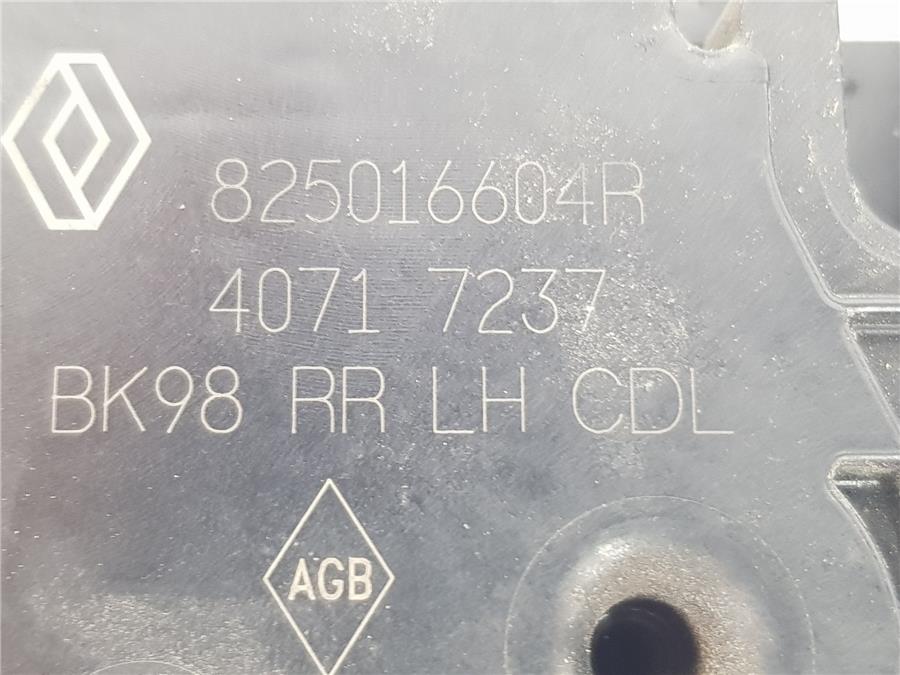 825016604R
4071 7237
BK98 RR LH CDL
AGB